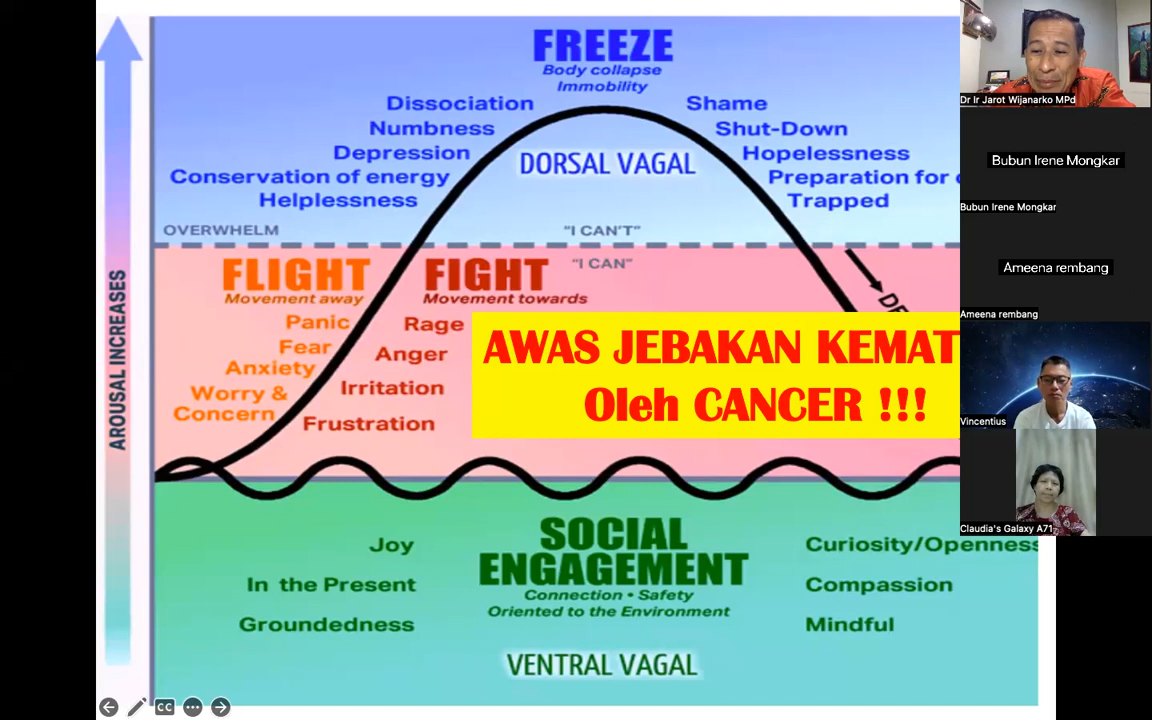 FREEZE
Body collapse
Immobility
Dissociation
Numbness
Depression
Conservation of energy
Helplessness
DORSAL VAGAL
Shame
Shut-Down
Hopelessness
Preparation for
Trapped
OVERWHELM
"I CAN'T"
"I CAN"
AROUSAL INCREASES
FLIGHT
Movement away
Panic
Fear
Anxiety
Worry &
Concern
FIGHT
Movement towards
Rage
Anger
Irritation
Frustration
AWAS JEBAKAN KEMAT
Oleh CANCER !!!
SOCIAL
ENGAGEMENT
Connection • Safety
Oriented to the Environment
Joy
In the Present
Groundedness
Curiosity/Openness
Compassion
Mindful
VENTRAL VAGAL
CC
Dr Ir Jarot Wijanarko MPd
Bubun Irene Mongkar
Bubun Irene Mongkar
Ameena rembang
Ameena rembang
Vincentius
Claudia's Galaxy A71